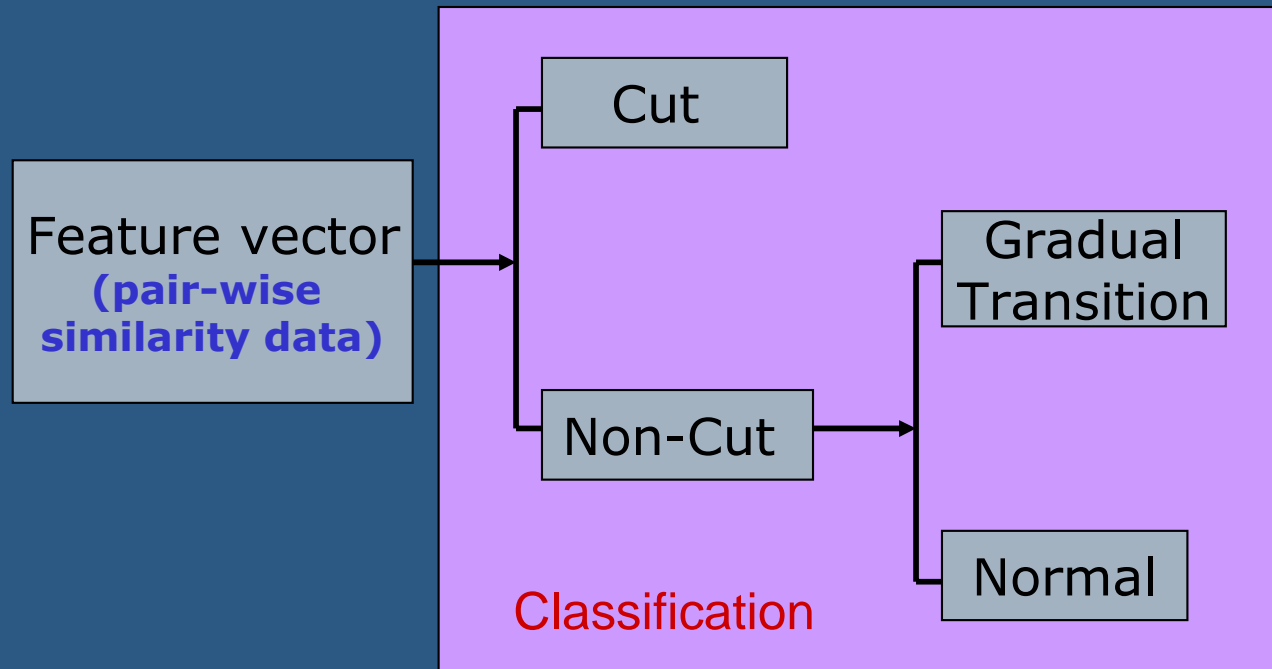 Feature vector
(pair-wise
similarity data)
Cut
Non-Cut
Gradual
Transition
Normal
Classification